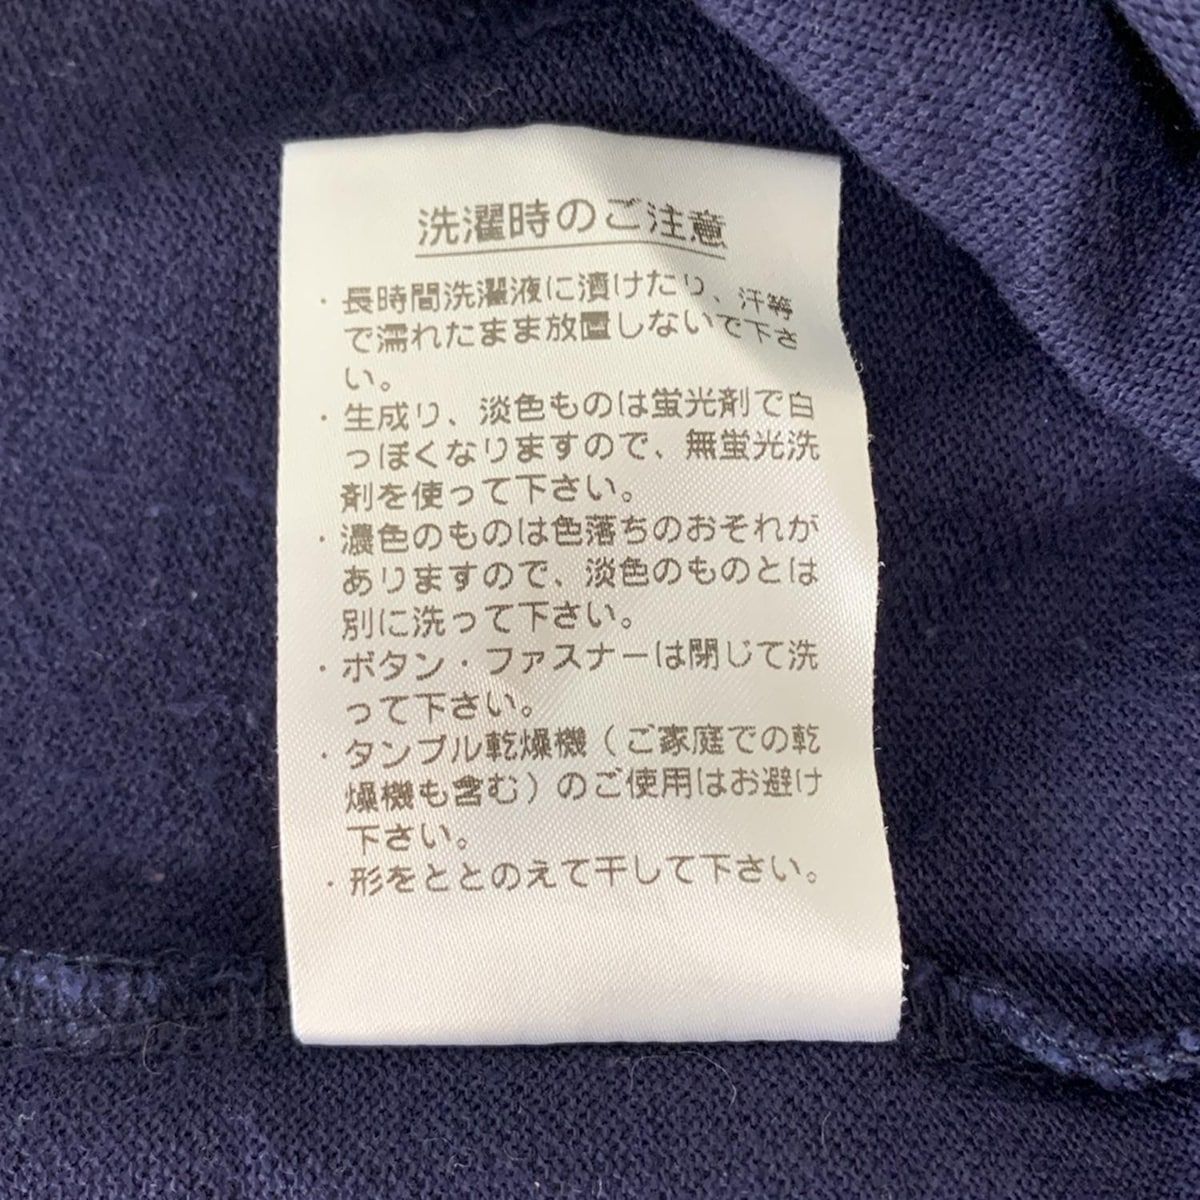 洗濯時のご注意
・長時間洗濯液に漬けたり、汗等
で濡れたまま放置しないで下さ
い。
・生成り、淡色ものは蛍光剤で白
っぽくなりますので、無蛍光洗
剤を使って下さい。
・濃色のものは色落ちのおそれが
ありますので、淡色のものとは
別に洗って下さい。
・ボタン・ファスナーは閉じて洗
って下さい。
・タンブル乾燥機（ご家庭での乾
燥機も含む）のご使用はお避け
下さい。
・形をととのえて干して下さい。